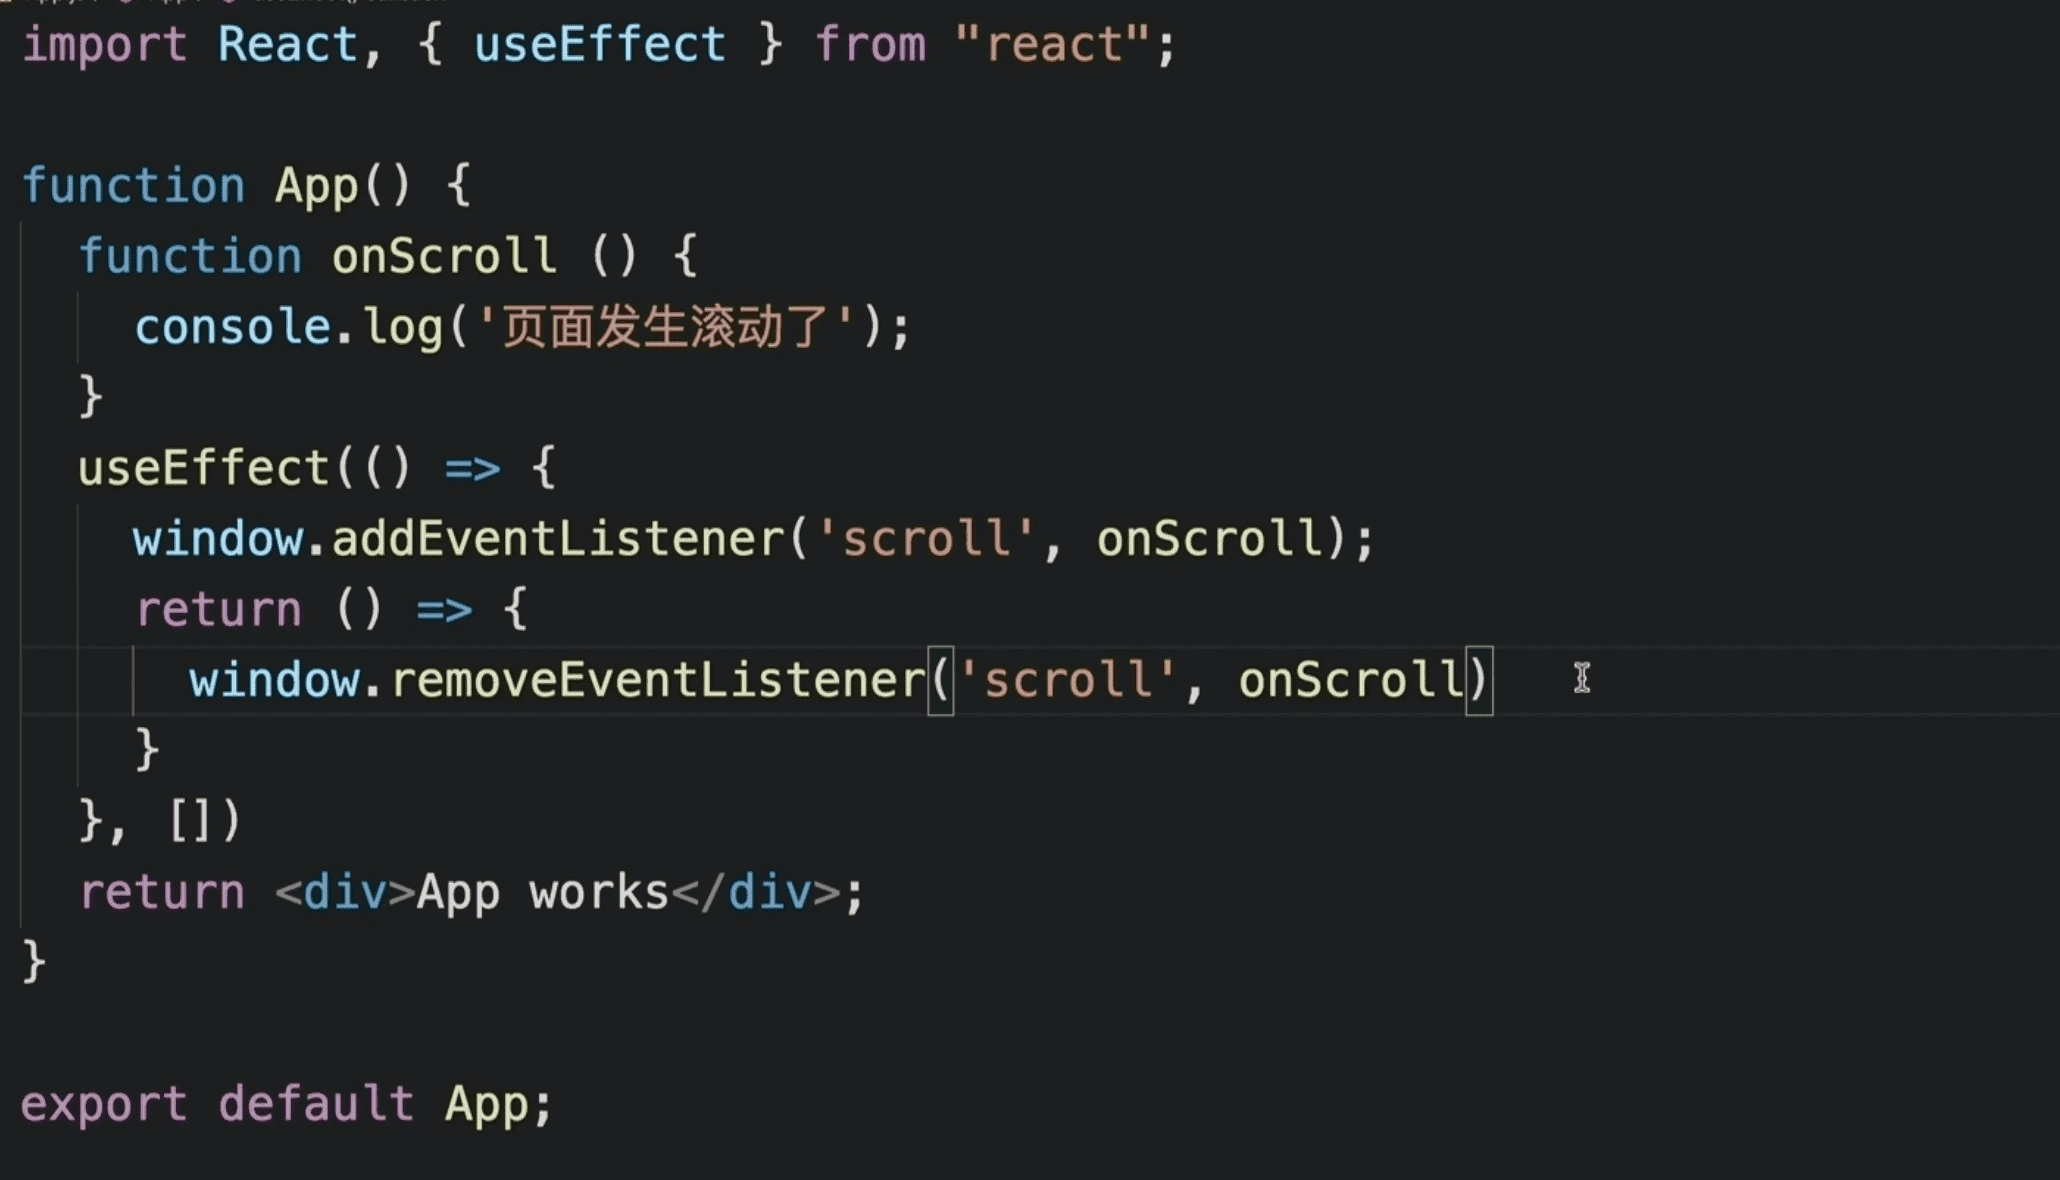 import React, { useEffect } from "react";
function App() {
function onScroll () {
console.log('页面发生滚动了');
}
useEffect(() => {
window.addEventListener('scroll', onScroll);
return () => {
window.removeEventListener('scroll', onScroll)
}
}, [])
return <div>App works</div>;
}
export default App;